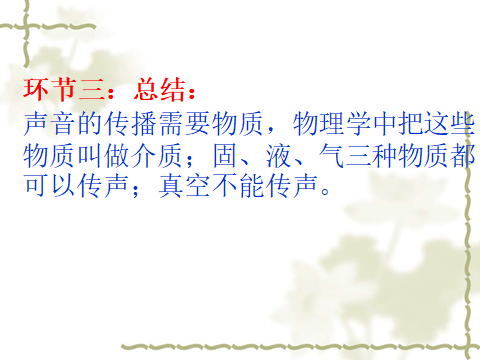 环节三：总结：
声音的传播需要物质，物理学中把这些
物质叫做介质；固、液、气三种物质都
可以传声；真空不能传声。